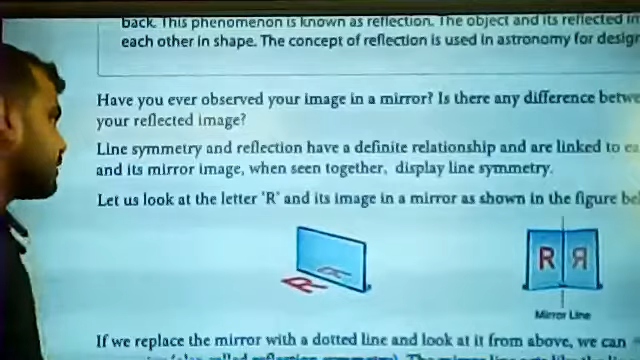 back. This phenomenon is known as reflection. The object and its reflected
each other in shape. The concept of reflection is used in astronomy for
Have you ever observed your image in a mirror? Is there any difference
your reflected image?
Line symmetry and reflection have a definite relationship and are linked to
and its mirror image, when seen together, display line symmetry.
Let us look at the letter 'R' and its image in a mirror as shown in the figure
R
R Я
Mirror Line
If we replace the mirror with a dotted line and look at it from above, we can